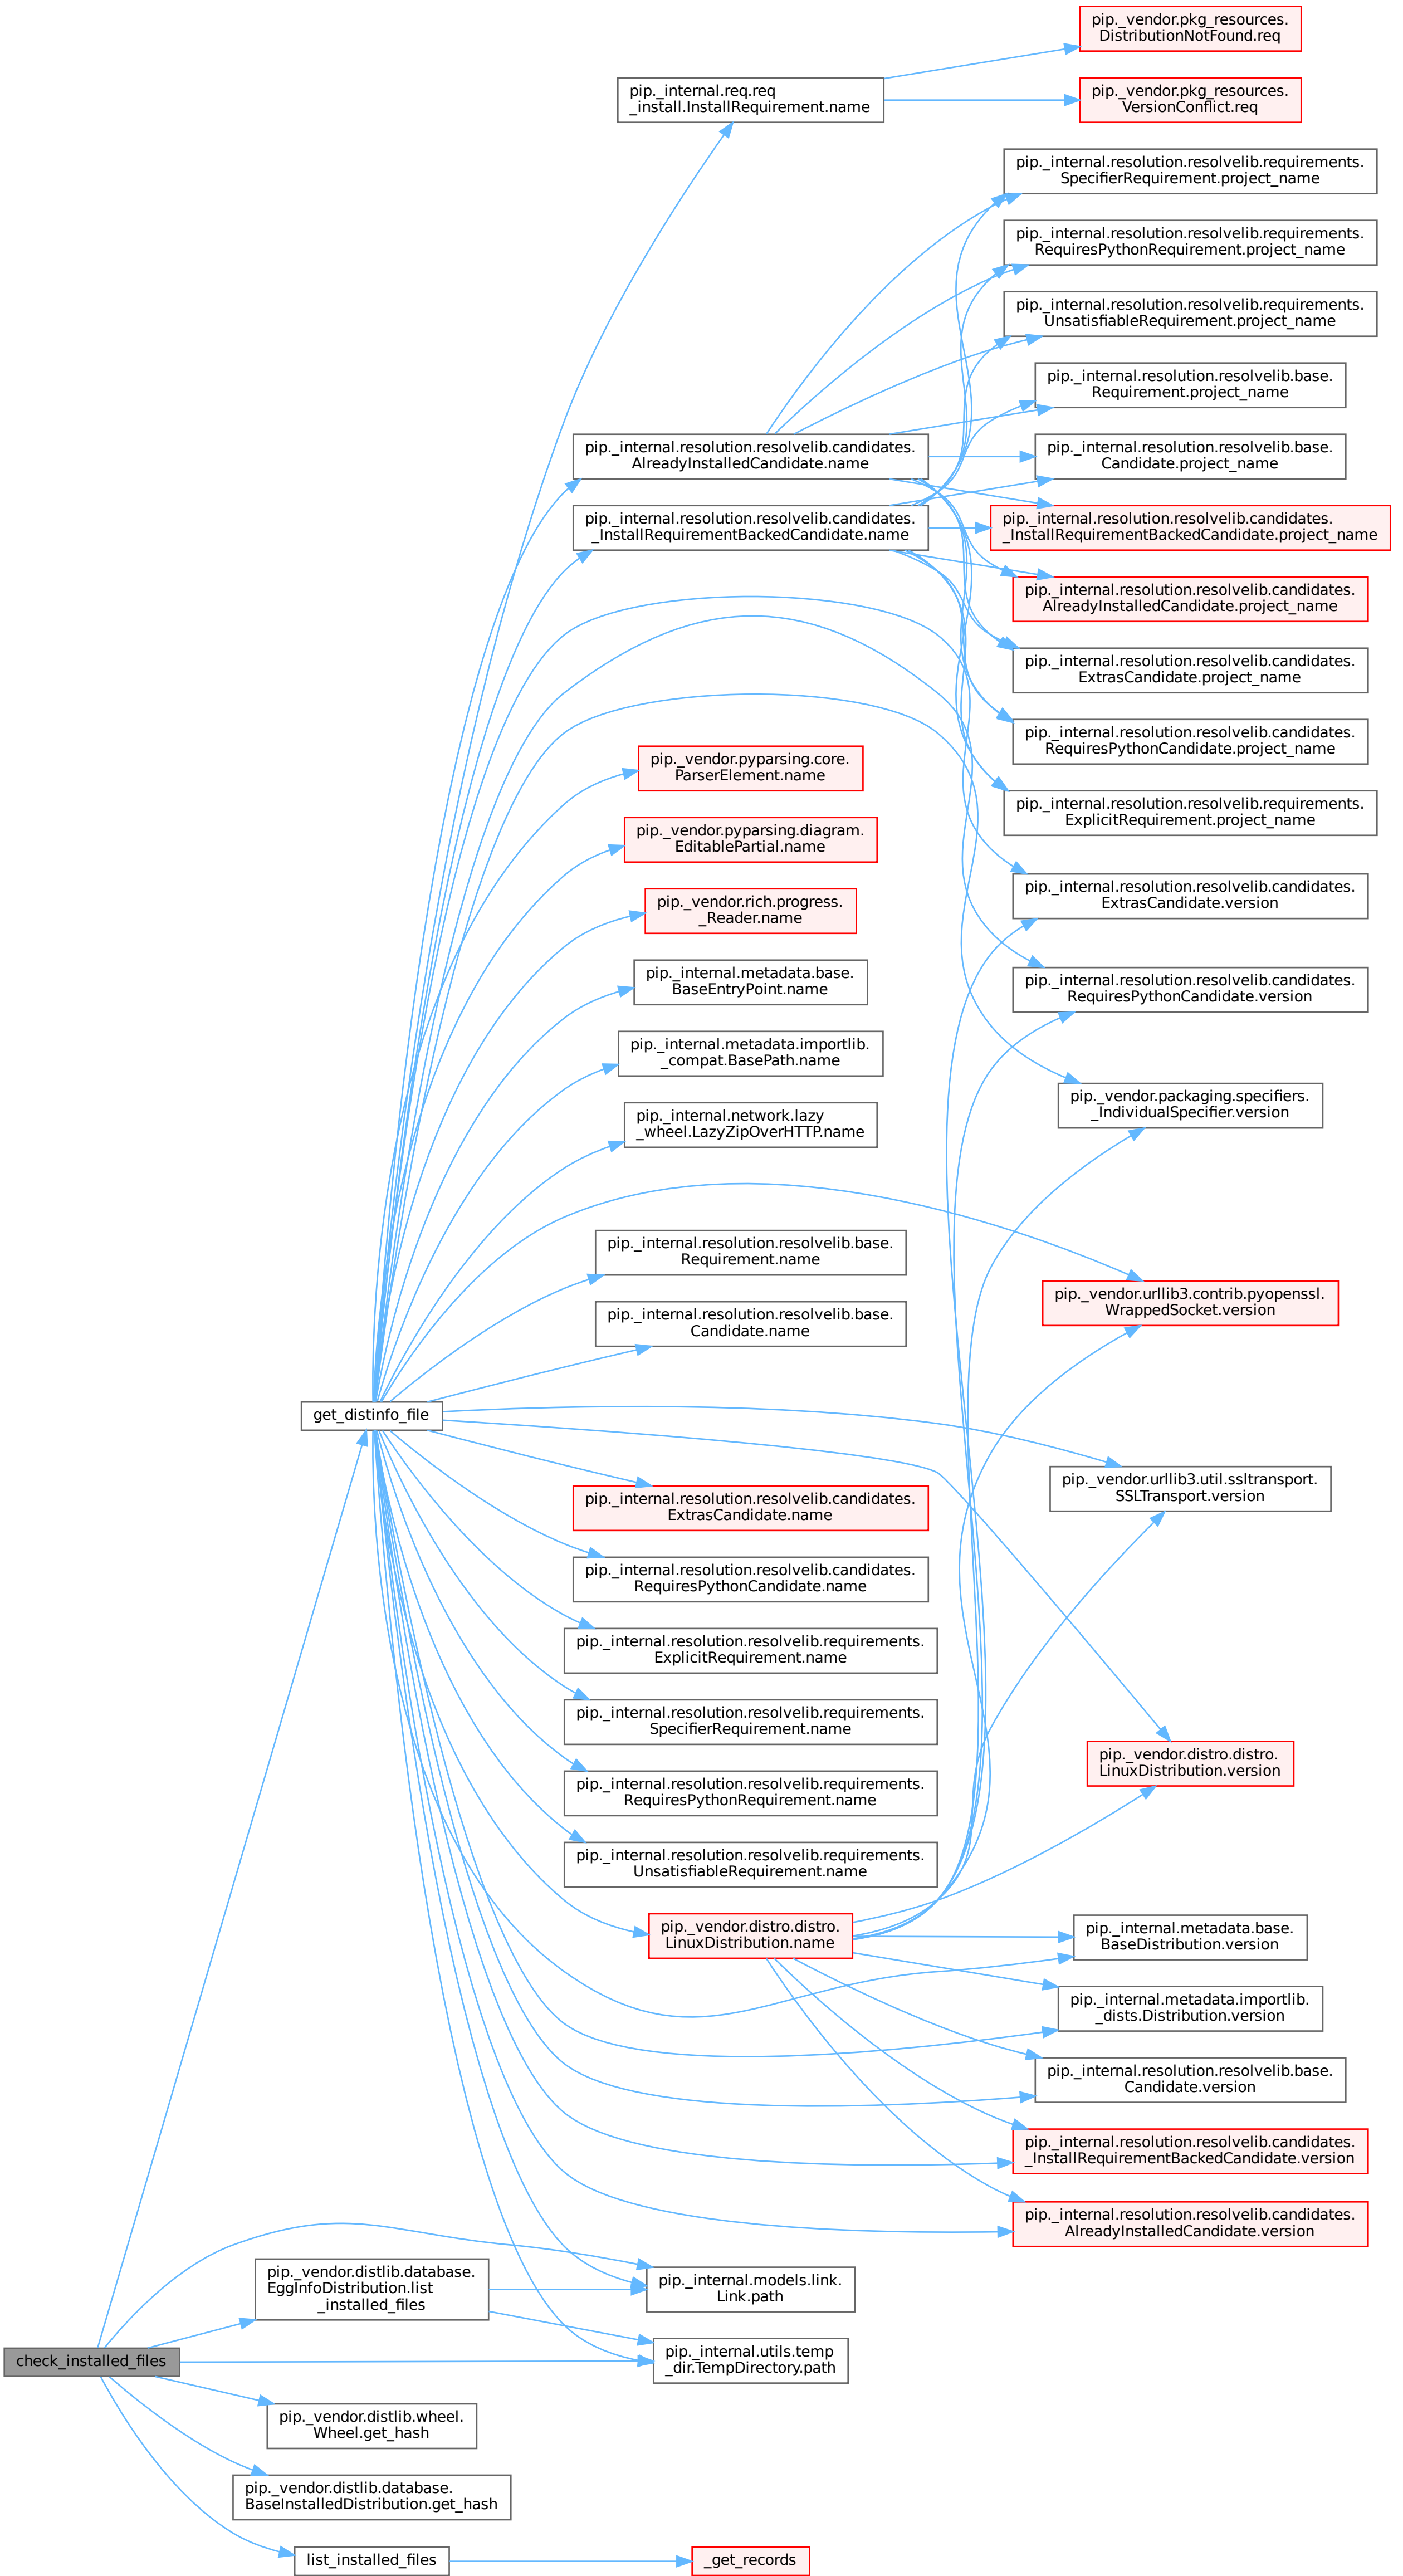 pip._vendor.pkg_resources.
DistributionNotFound.req
pip._internal.req.req
_install.InstallRequirement.name
pip._vendor.pkg_resources.
VersionConflict.req
pip._internal.resolution.resolvelib.requirements.
SpecifierRequirement.project_name
pip._internal.resolution.resolvelib.requirements.
RequiresPythonRequirement.project_name
pip._internal.resolution.resolvelib.requirements.
UnsatisfiableRequirement.project_name
pip._internal.resolution.resolvelib.base.
Requirement.project_name
pip._internal.resolution.resolvelib.candidates.
AlreadyInstalledCandidate.name
pip._internal.resolution.resolvelib.base.
Candidate.project_name
pip._internal.resolution.resolvelib.candidates.
_InstallRequirementBackedCandidate.name
pip._internal.resolution.resolvelib.candidates.
_InstallRequirementBackedCandidate.project_name
pip._internal.resolution.resolvelib.candidates.
AlreadyInstalledCandidate.project_name
pip._internal.resolution.resolvelib.candidates.
ExtrasCandidate.project_name
pip._internal.resolution.resolvelib.candidates.
RequiresPythonCandidate.project_name
pip._vendor.pyparsing.core.
ParserElement.name
pip._internal.resolution.resolvelib.requirements.
ExplicitRequirement.project_name
pip._vendor.pyparsing.diagram.
EditablePartial.name
pip._internal.resolution.resolvelib.candidates.
ExtrasCandidate.version
pip._vendor.rich.progress.
_Reader.name
pip._internal.metadata.base.
BaseEntryPoint.name
pip._internal.resolution.resolvelib.candidates.
RequiresPythonCandidate.version
pip._internal.metadata.importlib.
_compat.BasePath.name
pip._vendor.packaging.specifiers.
_IndividualSpecifier.version
pip._internal.network.lazy
_wheel.LazyZipOverHTTP.name
pip._internal.resolution.resolvelib.base.
Requirement.name
pip._vendor.urllib3.contrib.pyopenssl.
WrappedSocket.version
pip._internal.resolution.resolvelib.base.
Candidate.name
get_distinfo_file
pip._vendor.urllib3.util.ssltransport.
SSLTransport.version
pip._internal.resolution.resolvelib.candidates.
ExtrasCandidate.name
pip._internal.resolution.resolvelib.candidates.
RequiresPythonCandidate.name
pip._internal.resolution.resolvelib.requirements.
ExplicitRequirement.name
pip._internal.resolution.resolvelib.requirements.
SpecifierRequirement.name
pip._vendor.distro.distro.
LinuxDistribution.version
pip._internal.resolution.resolvelib.requirements.
RequiresPythonRequirement.name
pip._internal.resolution.resolvelib.requirements.
UnsatisfiableRequirement.name
pip._vendor.distro.distro.
LinuxDistribution.name
pip._internal.metadata.base.
BaseDistribution.version
pip._internal.metadata.importlib.
_dists.Distribution.version
pip._internal.resolution.resolvelib.base.
Candidate.version
pip._internal.resolution.resolvelib.candidates.
_InstallRequirementBackedCandidate.version
pip._internal.resolution.resolvelib.candidates.
AlreadyInstalledCandidate.version
pip._vendor.distlib.database.
EggInfoDistribution.list
_installed_files
pip._internal.models.link.
Link.path
check_installed_files
pip._internal.utils.temp
_dir.TempDirectory.path
pip._vendor.distlib.wheel.
Wheel.get_hash
pip._vendor.distlib.database.
BaseInstalledDistribution.get_hash
list_installed_files
_get_records